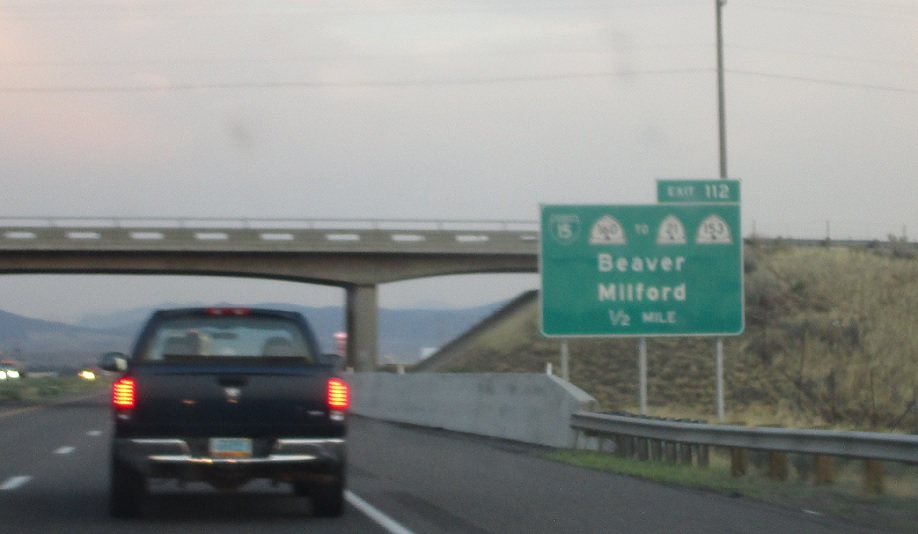 EXIT 112
15 160 TO 21 153
Beaver
Milford
1/2 MILE